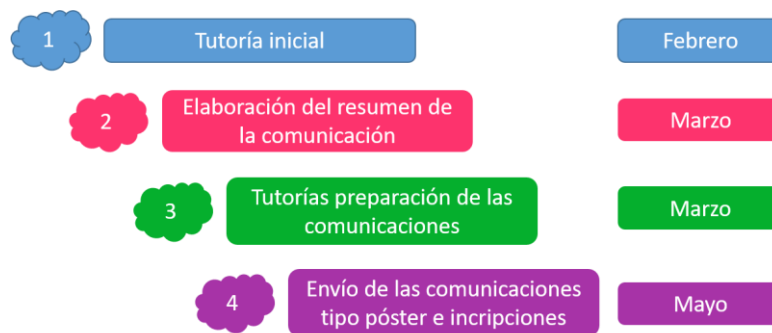 1 Tutoría inicial Febrero
2 Elaboración del resumen de
la comunicación Marzo
3 Tutorías preparación de las
comunicaciones Marzo
4 Envío de las comunicaciones
tipo póster e incripciones Mayo